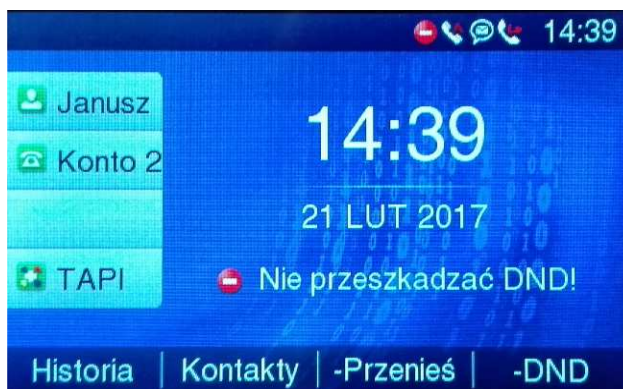 14:39
Janusz
Konto 2
TAPI
14:39
21 LUT 2017
Nie przeszkadzać DND!
Historia
Kontakty
-Przenieś
-DND